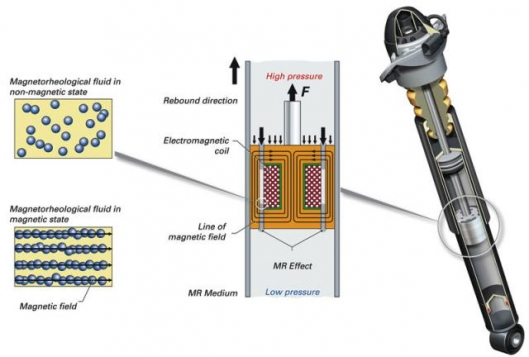 Magnetorheological fluid in
non-magnetic state
Magnetorheological fluid in
magnetic state
Magnetic field
High pressure
F
Rebound direction
Electromagnetic
coil
Line of
magnetic field
MR Effect
MR Medium
Low pressure